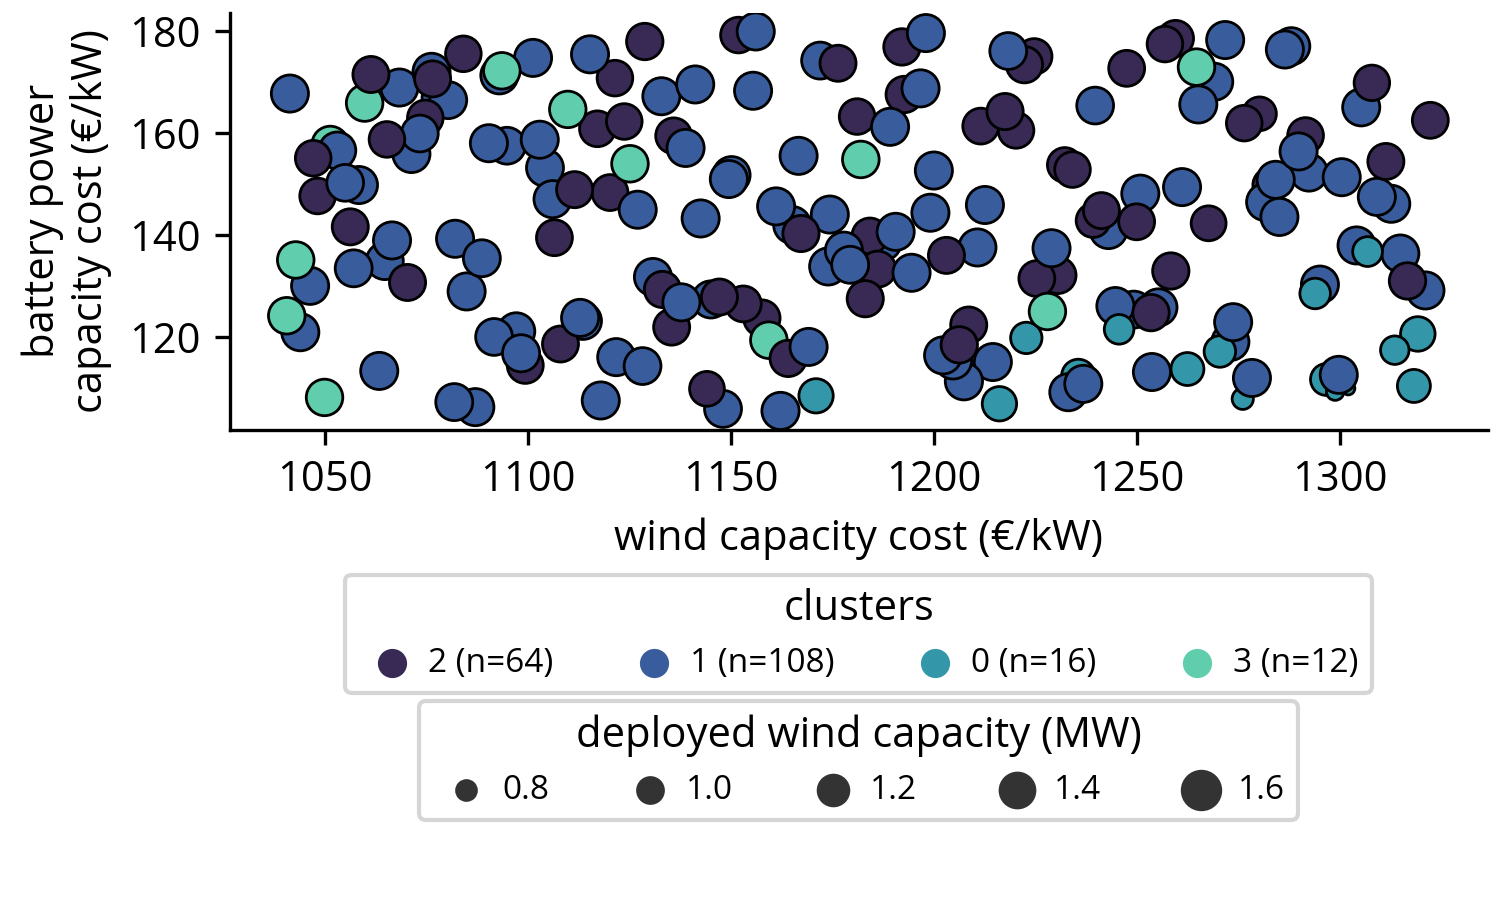 battery power
capacity cost (€/kW)
180
160
140
120
1050 1100 1150 1200 1250 1300
wind capacity cost (€/kW)
clusters
2 (n=64) 1 (n=108) 0 (n=16) 3 (n=12)
deployed wind capacity (MW)
0.8 1.0 1.2 1.4 1.6